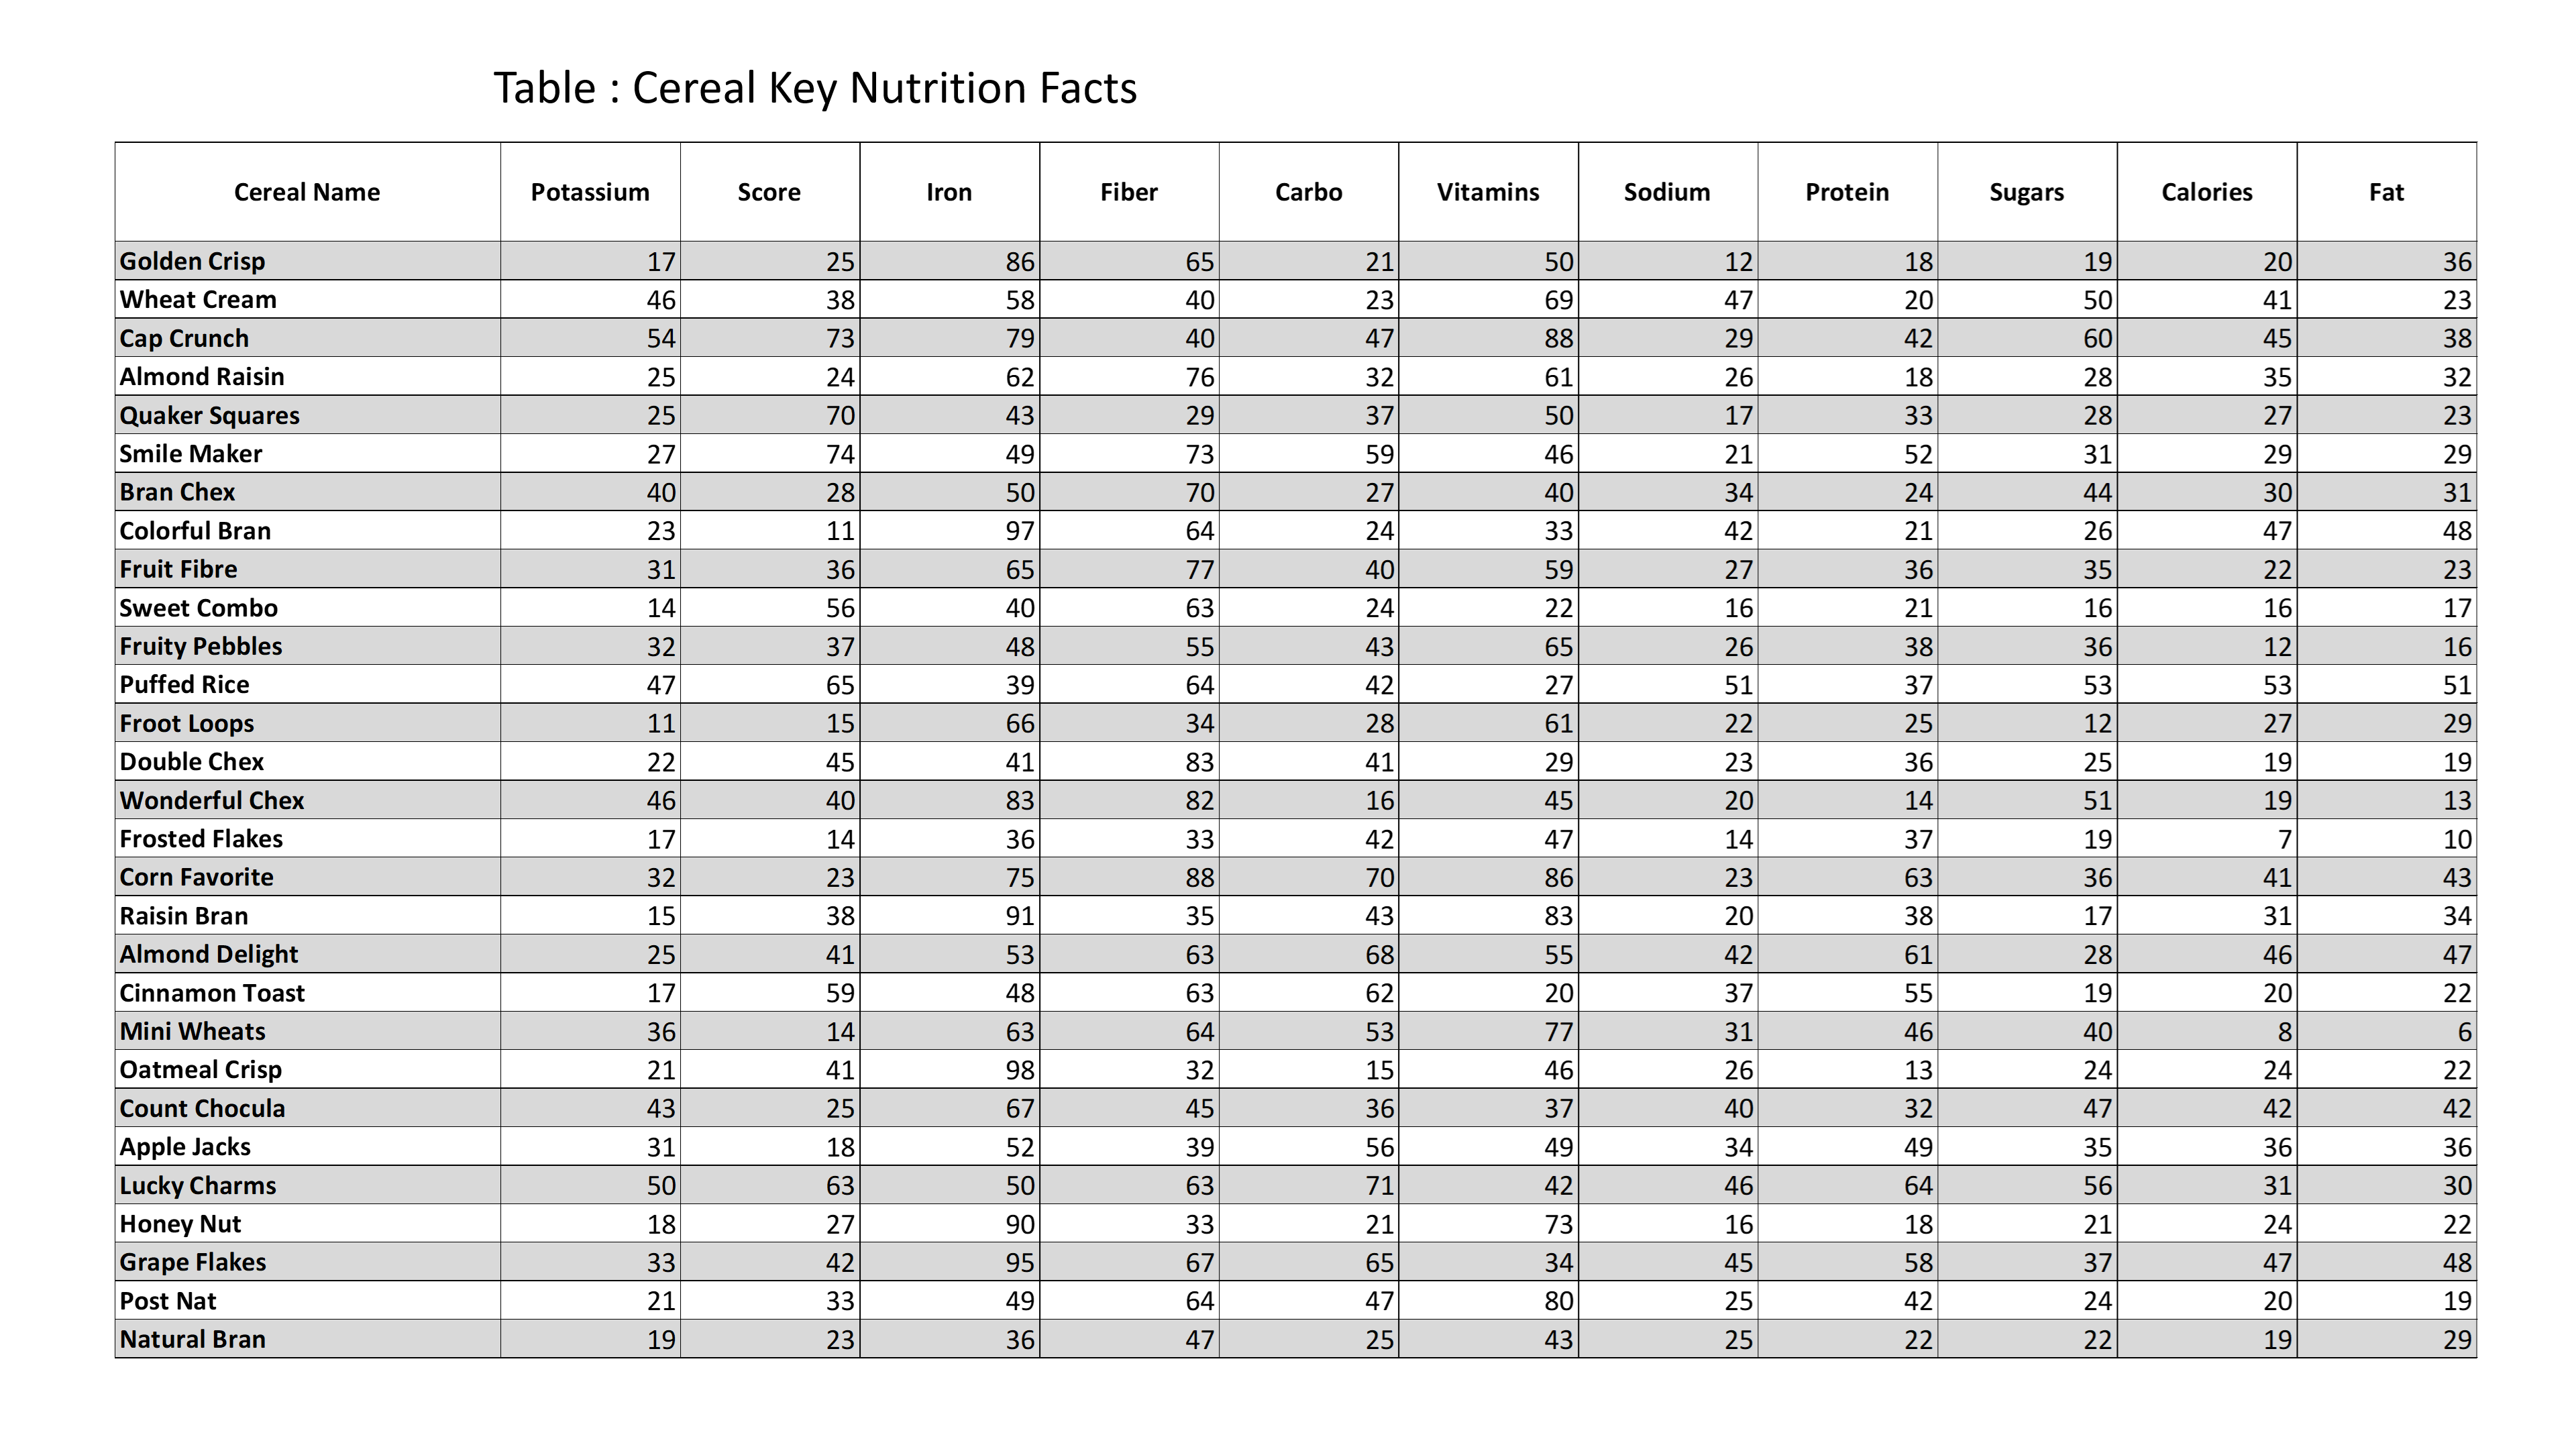 Table : Cereal Key Nutrition Facts
Cereal Name Potassium Score Iron Fiber Carbo Vitamins Sodium Protein Sugars Calories Fat
Golden Crisp 17 25 86 65 21 50 12 18 19 20 36
Wheat Cream 46 38 58 40 23 69 47 20 50 41 23
Cap Crunch 54 73 79 40 47 88 29 42 60 45 38
Almond Raisin 25 24 62 76 32 61 26 18 28 35 32
Quaker Squares 25 70 43 29 37 50 17 33 28 27 23
Smile Maker 27 74 49 73 59 46 21 52 31 29 29
Bran Chex 40 28 50 70 27 40 34 24 44 30 31
Colorful Bran 23 11 97 64 24 33 42 21 26 47 48
Fruit Fibre 31 36 65 77 40 59 27 36 35 22 23
Sweet Combo 14 56 40 63 24 22 16 21 16 16 17
Fruity Pebbles 32 37 48 55 43 65 26 38 36 12 16
Puffed Rice 47 65 39 64 42 27 51 37 53 53 51
Froot Loops 11 15 66 34 28 61 22 25 12 27 29
Double Chex 22 45 41 83 41 29 23 36 25 19 19
Wonderful Chex 46 40 83 82 16 45 20 14 51 19 13
Frosted Flakes 17 14 36 33 42 47 14 37 19 7 10
Corn Favorite 32 23 75 88 70 86 23 63 36 41 43
Raisin Bran 15 38 91 35 43 83 20 38 17 31 34
Almond Delight 25 41 53 63 68 55 42 61 28 46 47
Cinnamon Toast 17 59 48 63 62 20 37 55 19 20 22
Mini Wheats 36 14 63 64 53 77 31 46 40 8 6
Oatmeal Crisp 21 41 98 32 15 46 26 13 24 24 22
Count Chocula 43 25 67 45 36 37 40 32 47 42 42
Apple Jacks 31 18 52 39 56 49 34 49 35 36 36
Lucky Charms 50 63 50 63 71 42 46 64 56 31 30
Honey Nut 18 27 90 33 21 73 16 18 21 24 22
Grape Flakes 33 42 95 67 65 34 45 58 37 47 48
Post Nat 21 33 49 64 47 80 25 42 24 20 19
Natural Bran 19 23 36 47 25 43 25 22 22 19 29